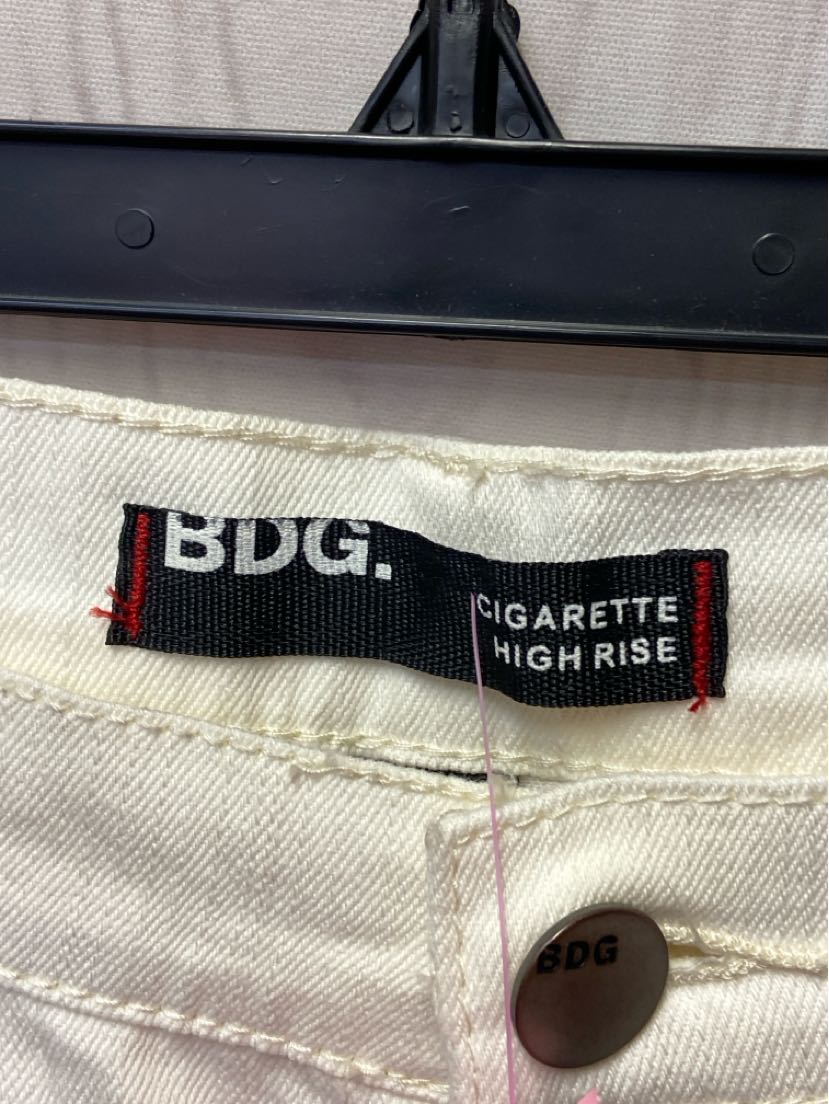 BDG.
CIGARETTE
HIGH RISE
BDG